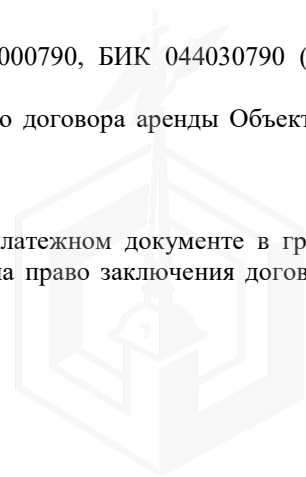 000790, БИК 044030790 (
о договора аренды Объект
латежном документе в гр
а право заключения догов